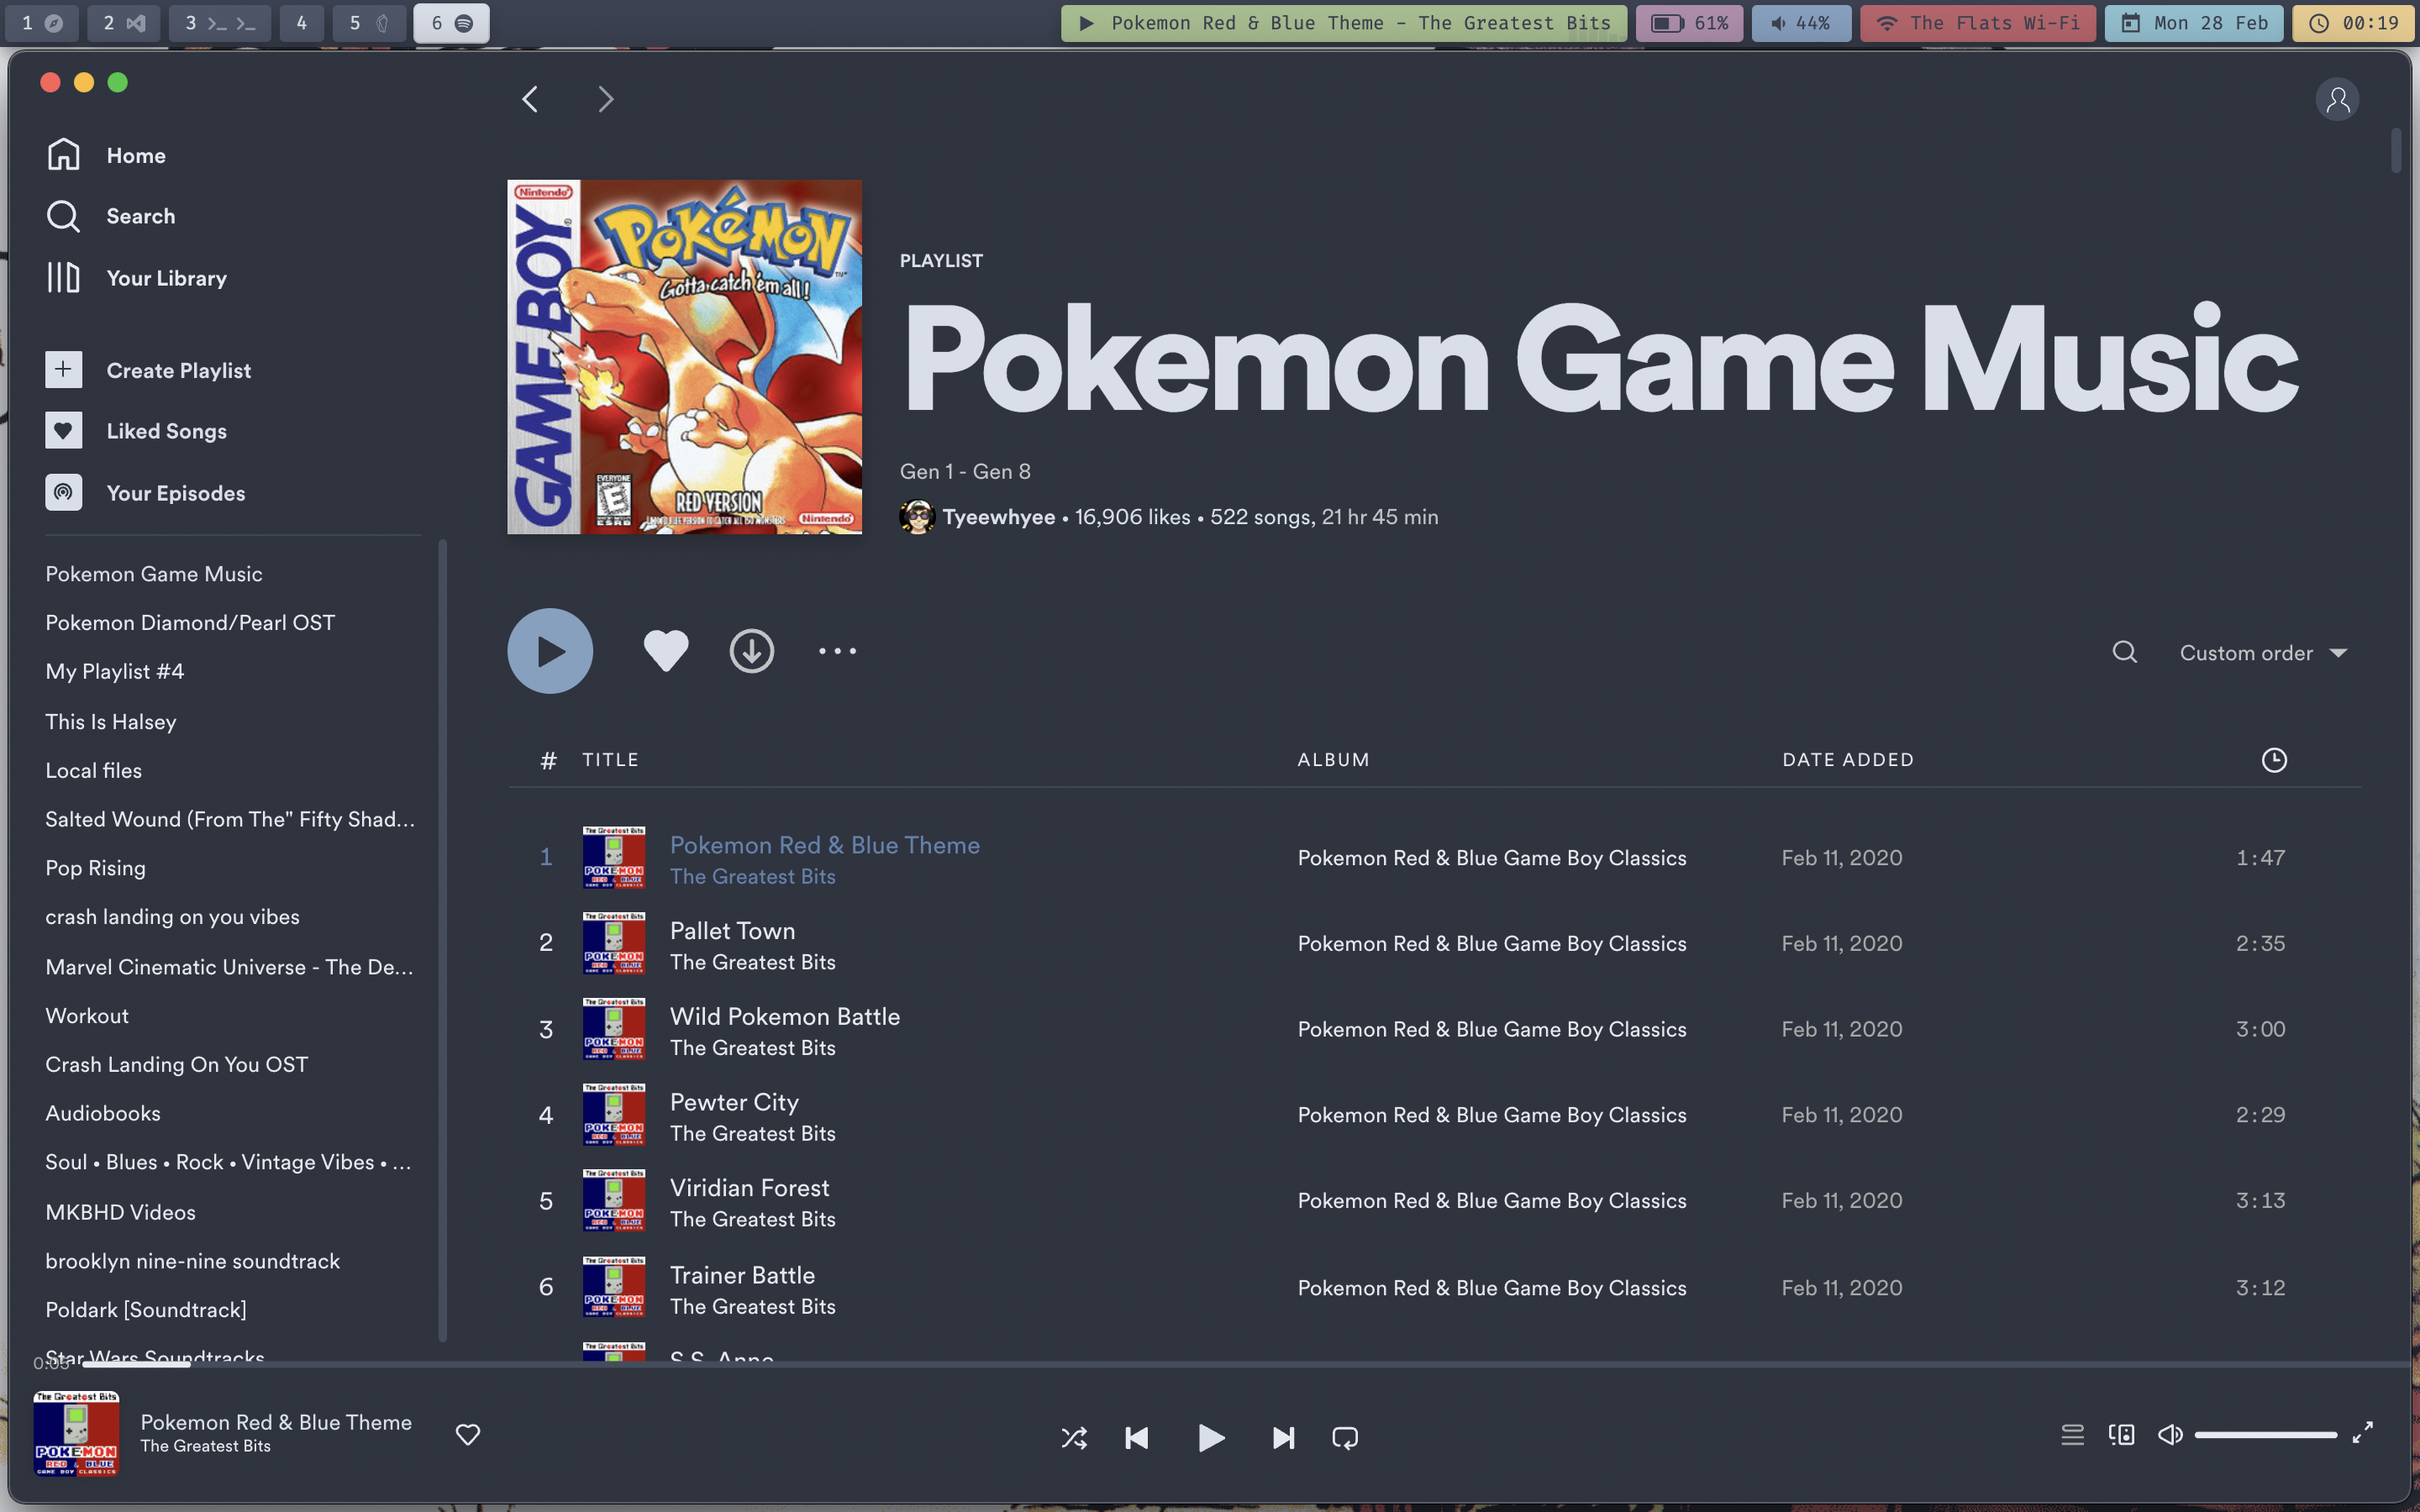 1
2
3
4
5
6
Pokemon Red & Blue Theme - The Greatest Bits
61%
44%
The Flats Wi-Fi
Mon 28 Feb
00:19
Home
Search
Your Library
Create Playlist
Liked Songs
Your Episodes
Pokemon Game Music
Pokemon Diamond/Pearl OST
My Playlist #4
This Is Halsey
Local files
Salted Wound (From The" Fifty Shad...
Pop Rising
crash landing on you vibes
Marvel Cinematic Universe - The De...
Workout
Crash Landing On You OST
Audiobooks
Soul • Blues • Rock • Vintage Vibes • ...
MKBHD Videos
brooklyn nine-nine soundtrack
Poldark [Soundtrack]
Star Wars Soundtracks
Nintendo
GAME BOY
POKéMON
Gotta catch 'em all!
EVERYONE
E
ESRB
RED VERSION
Nintendo
PLAYLIST
Pokemon Game Music
Gen 1 - Gen 8
Tyeewhyee • 16,906 likes • 522 songs, 21 hr 45 min
Custom order
# TITLE ALBUM DATE ADDED
1 Pokemon Red & Blue Theme Pokemon Red & Blue Game Boy Classics Feb 11, 2020 1:47
The Greatest Bits
2 Pallet Town Pokemon Red & Blue Game Boy Classics Feb 11, 2020 2:35
The Greatest Bits
3 Wild Pokemon Battle Pokemon Red & Blue Game Boy Classics Feb 11, 2020 3:00
The Greatest Bits
4 Pewter City Pokemon Red & Blue Game Boy Classics Feb 11, 2020 2:29
The Greatest Bits
5 Viridian Forest Pokemon Red & Blue Game Boy Classics Feb 11, 2020 3:13
The Greatest Bits
6 Trainer Battle Pokemon Red & Blue Game Boy Classics Feb 11, 2020 3:12
The Greatest Bits
S.S. Anne
0:05
The Greatest Bits
POKEMON
RED & BLUE
GAME BOY CLASSICS
Pokemon Red & Blue Theme
The Greatest Bits